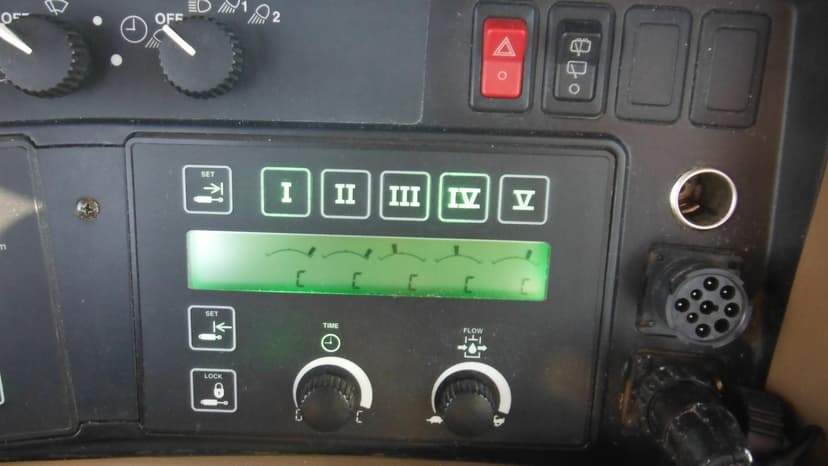 OFF
OFF
1
2
SET
I II III IV V
C C C C C
SET
TIME
FLOW
LOCK